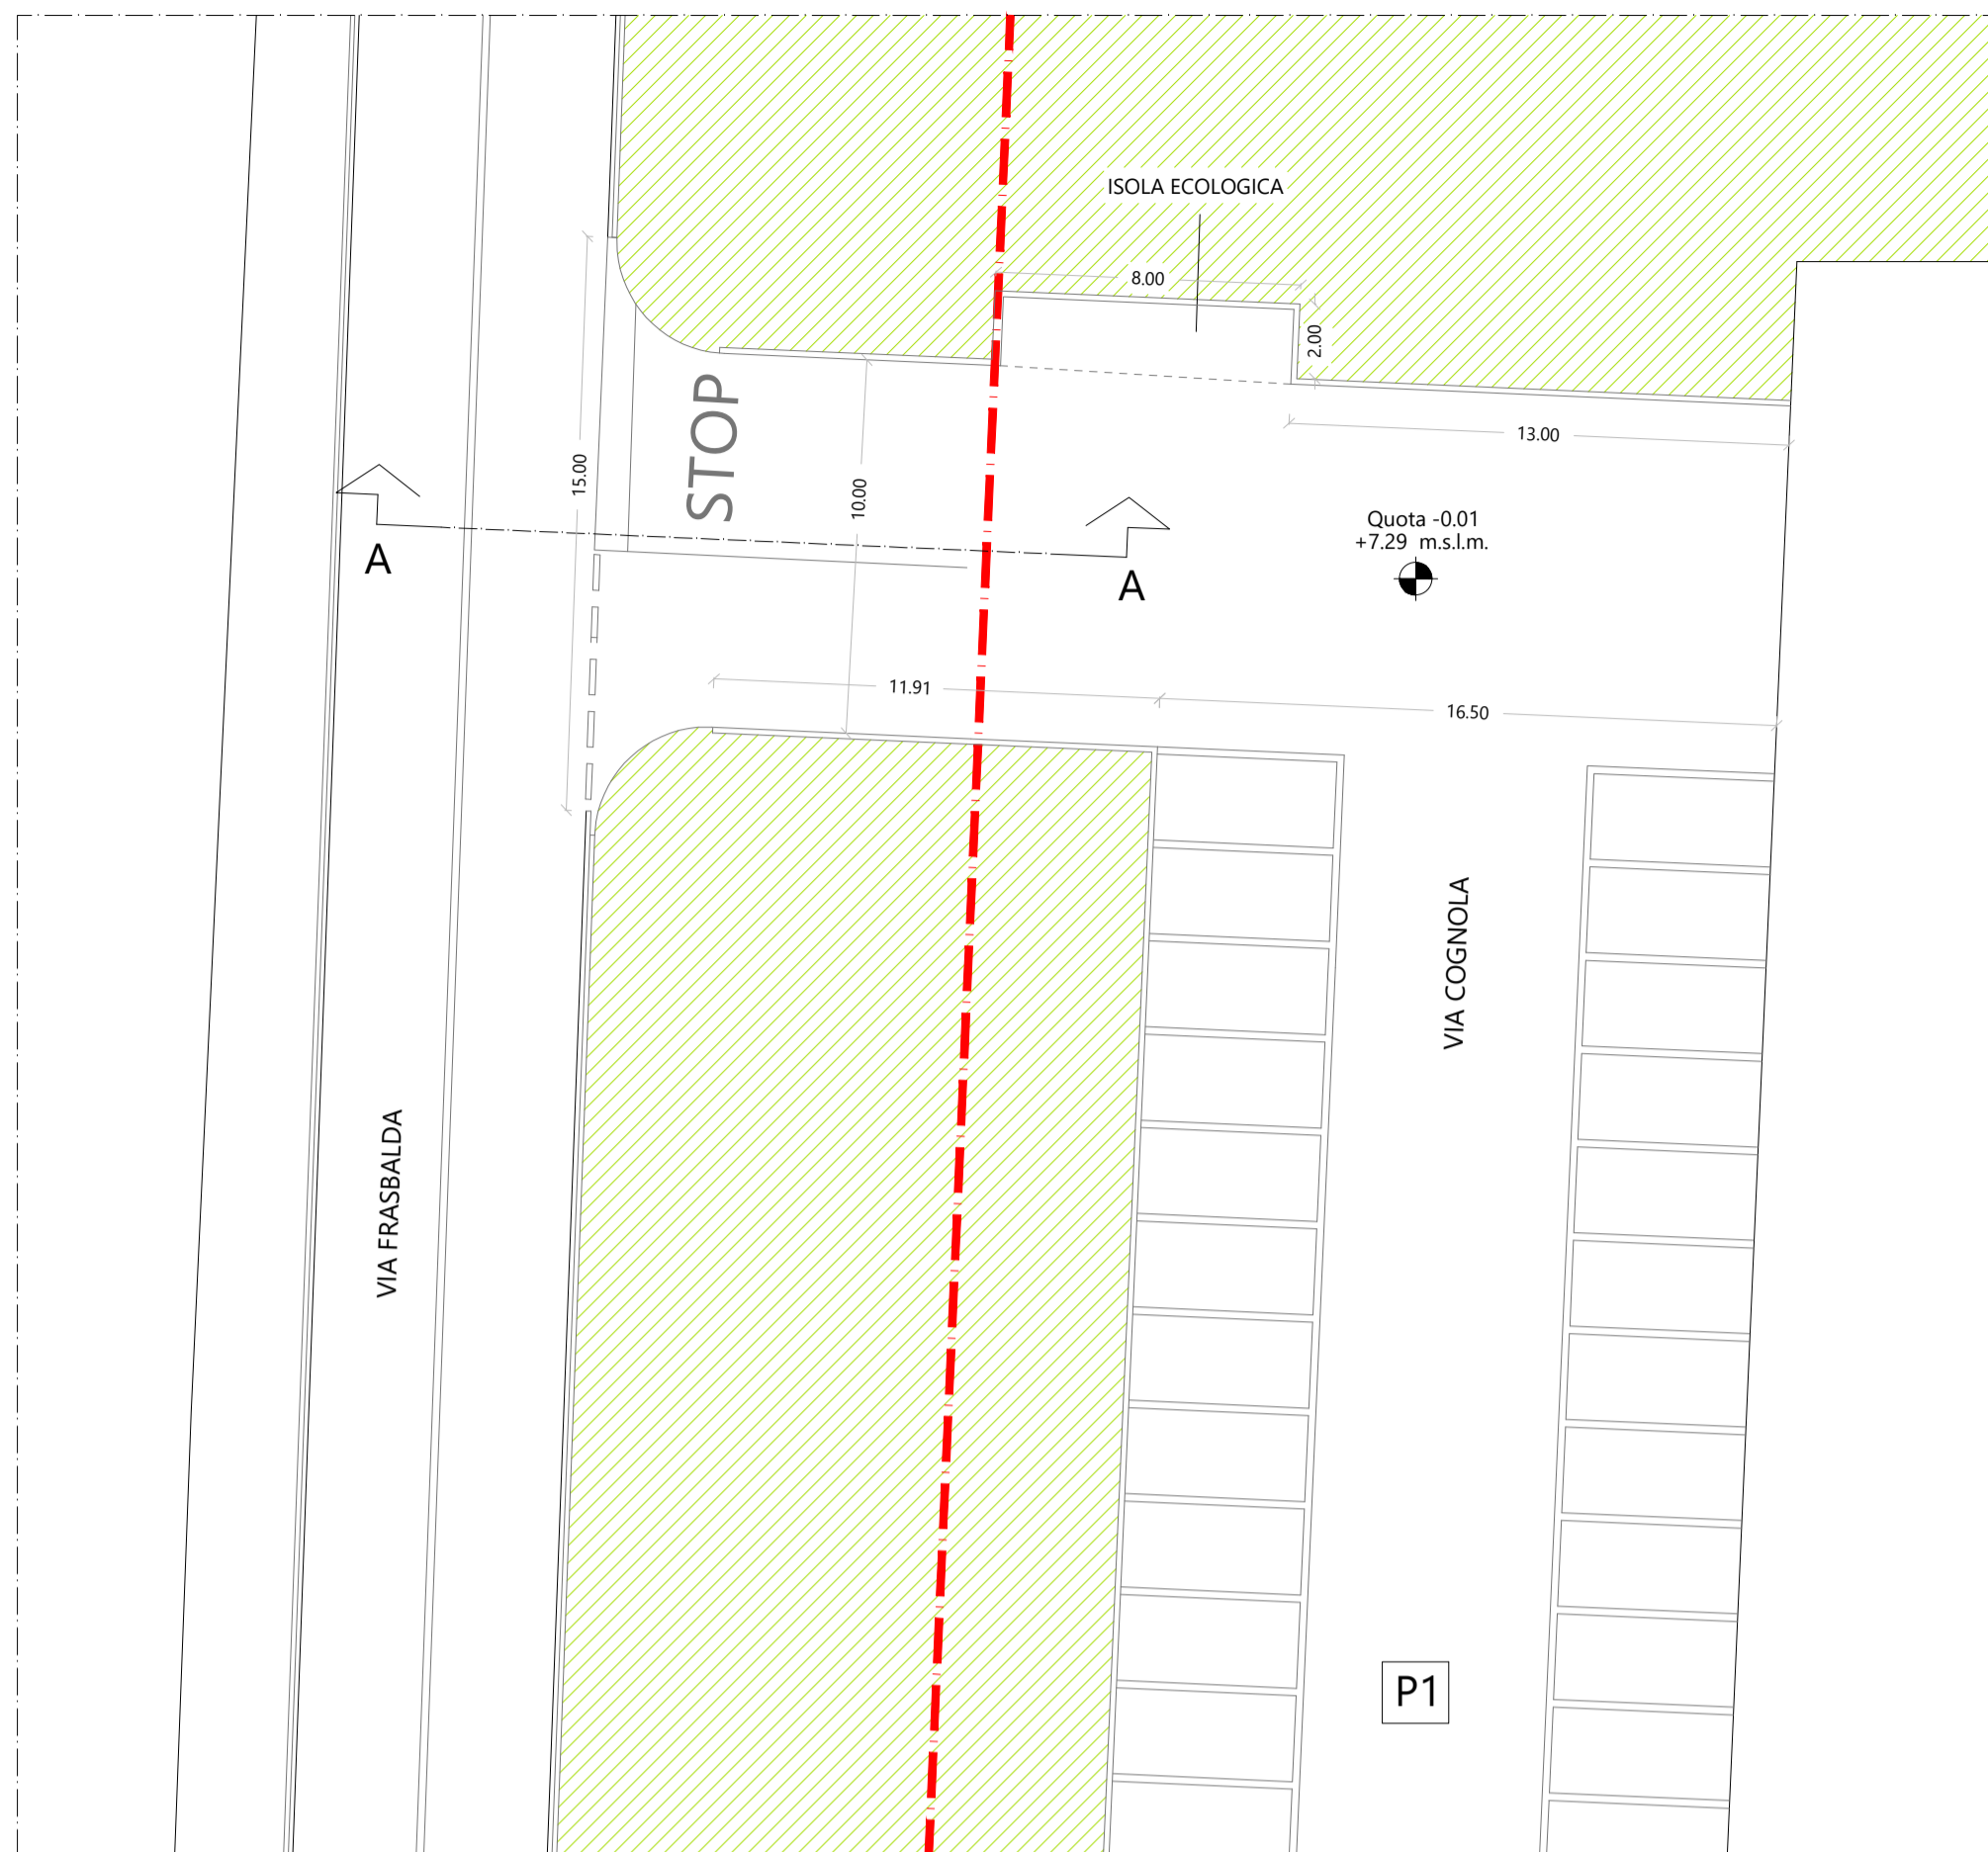 ISOLA ECOLOGICA
8.00
2.00
13.00
STOP
15.00
10.00
Quota -0.01
+7.29 m.s.l.m.
A
A
11.91
16.50
VIA COGNOLA
VIA FRASBALDA
P1